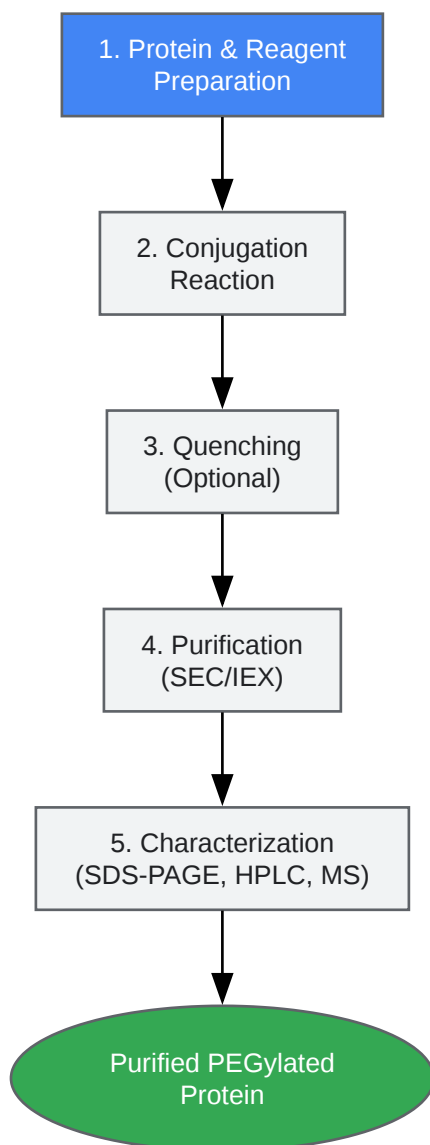 1. Protein & Reagent
Preparation
2. Conjugation
Reaction
3. Quenching
(Optional)
4. Purification
(SEC/IEX)
5. Characterization
(SDS-PAGE, HPLC, MS)
Purified PEGylated
Protein